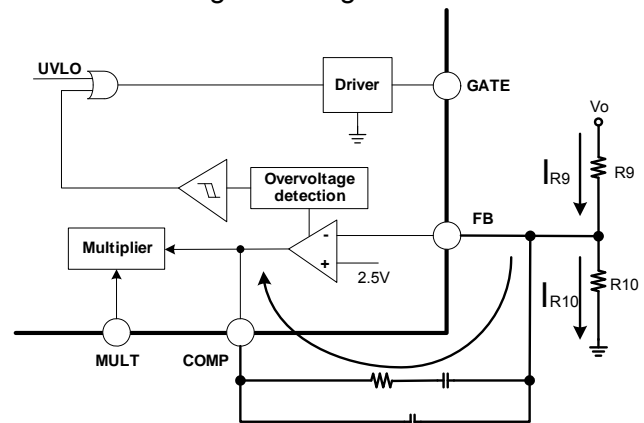 UVLO
Driver
GATE
Vo
IR9
R9
Overvoltage
detection
FB
-
+
2.5V
Multiplier
IR10
R10
MULT
COMP